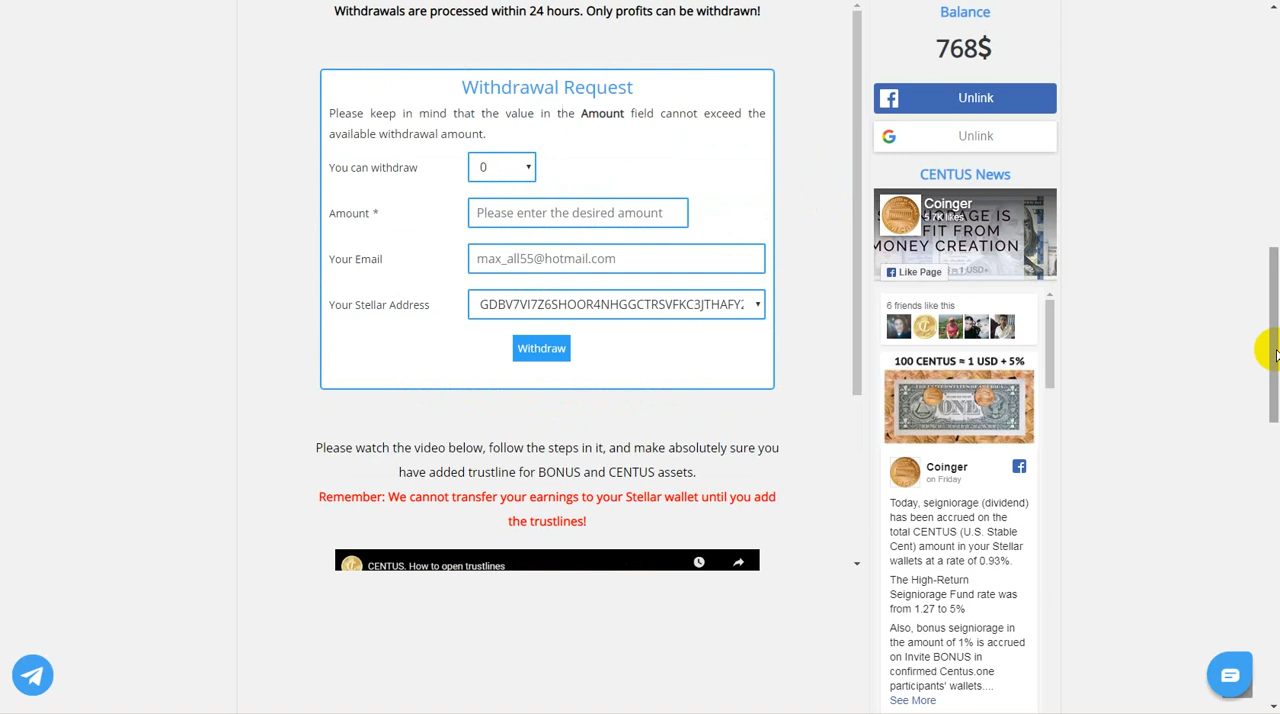 Withdrawals are processed within 24 hours. Only profits can be withdrawn!
Withdrawal Request
Please keep in mind that the value in the Amount field cannot exceed the
available withdrawal amount.
You can withdraw
0
Amount *
Please enter the desired amount
Your Email
max_all55@hotmail.com
Your Stellar Address
GDBV7VI7Z6SHOOR4NHGGCTRSVFKC3JTHAFYZ
Withdraw
Please watch the video below, follow the steps in it, and make absolutely sure you
have added trustline for BONUS and CENTUS assets.
Remember: We cannot transfer your earnings to your Stellar wallet until you add
the trustlines!
CENTUS. How to open trustlines
Balance
768$
Unlink
Unlink
CENTUS News
Coinger
5.7K likes
MONEY CREATION
Like Page
6 friends like this
100 CENTUS ≈ 1 USD + 5%
ONE
Coinger
on Friday
Today, seigniorage (dividend)
has been accrued on the
total CENTUS (U.S. Stable
Cent) amount in your Stellar
wallets at a rate of 0.93%.
The High-Return
Seigniorage Fund rate was
from 1.27 to 5%
Also, bonus seigniorage in
the amount of 1% is accrued
on Invite BONUS in
confirmed Centus.one
participants' wallets....
See More